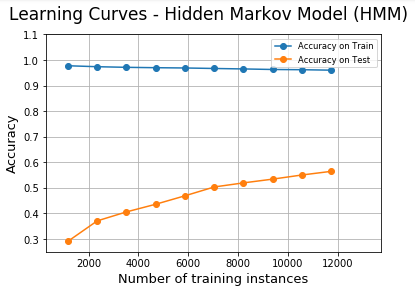 Learning Curves - Hidden Markov Model (HMM)
1.1
1.0
0.9
0.8
0.7
0.6
0.5
0.4
0.3
Accuracy
Accuracy on Train
Accuracy on Test
2000 4000 6000 8000 10000 12000
Number of training instances